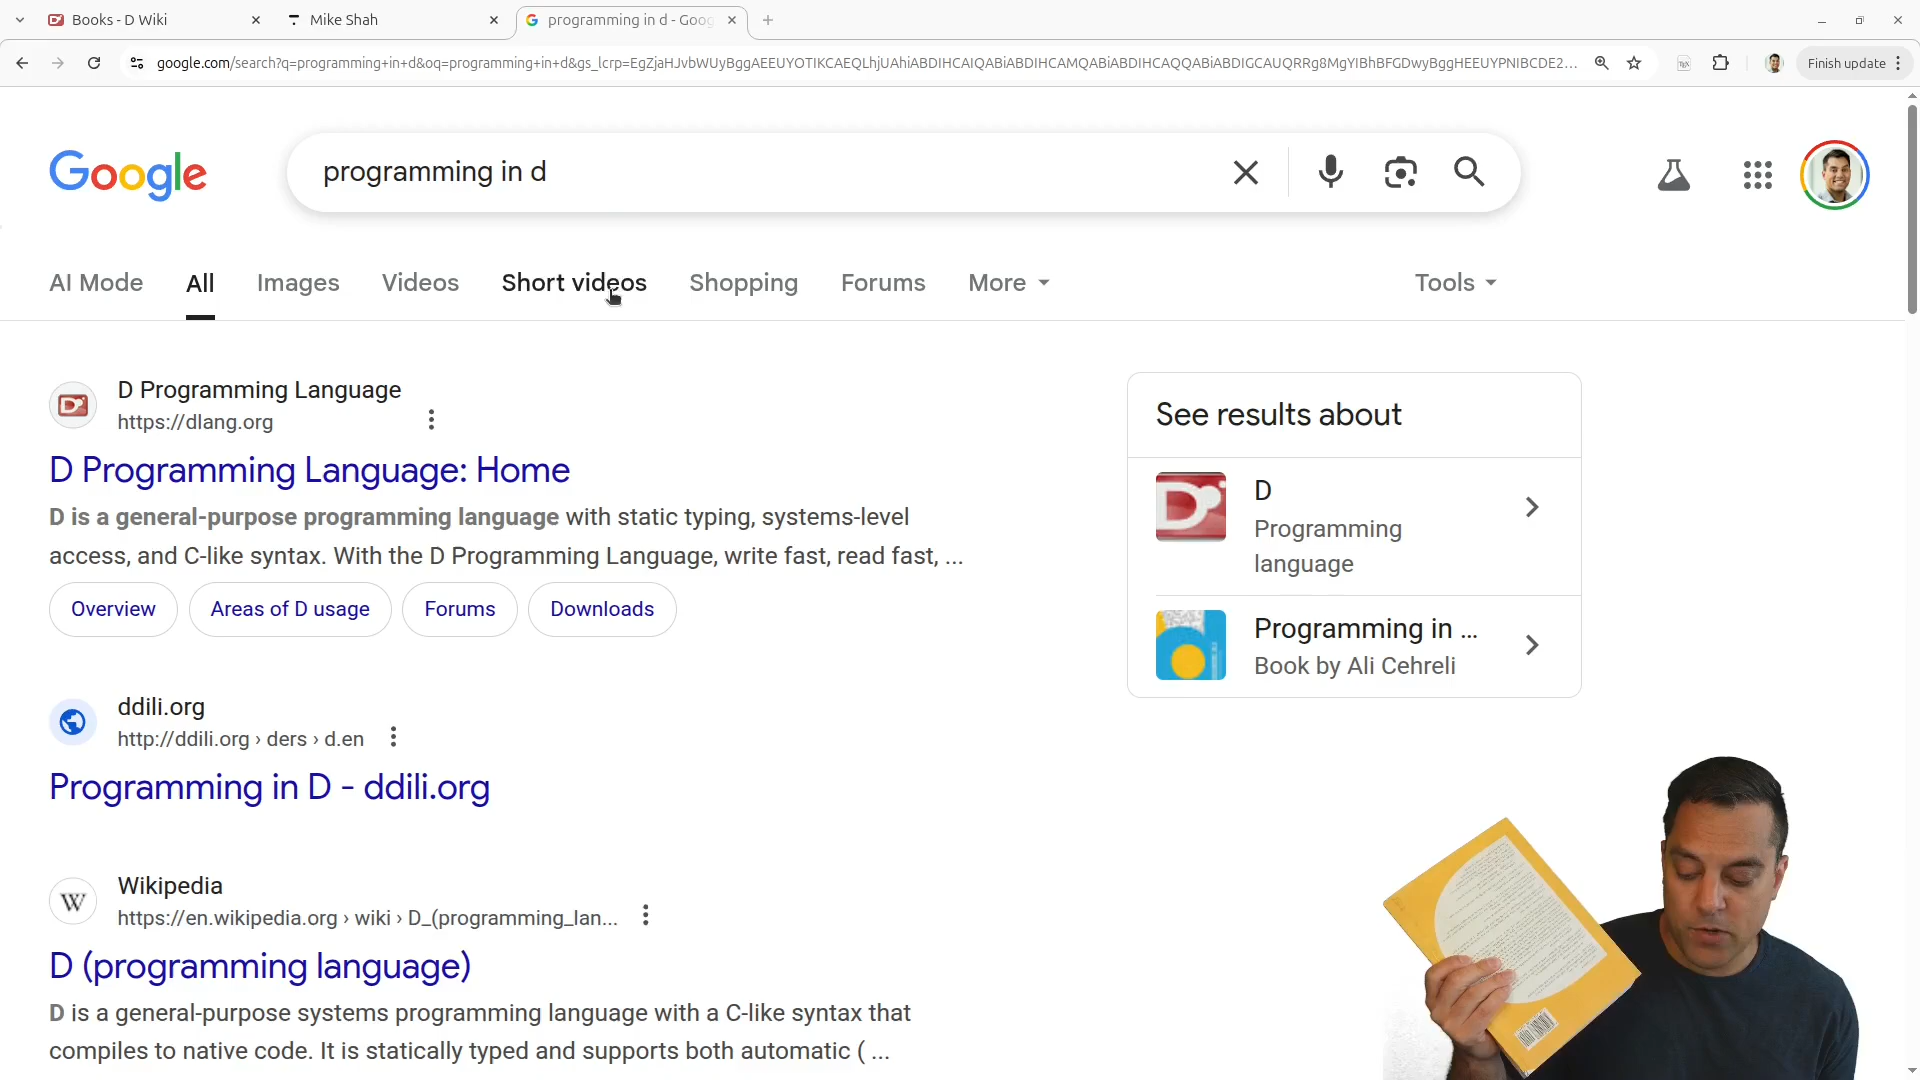 Books - D Wiki
Mike Shah
programming in d - Goog
google.com/search?q=programming+in+d&oq=programming+in+d&gs_lcrp=EgZjaHJvbWUyBggAEEUYOTIKCAEQLhjUAhiABDIHCAIQABiABDIHCAMQABiABDIHCAQQABiABDIGCAUQRRg8MgYIBhBFGDwyBggHEEUYPNIBCDE2...
Finish update
Google
programming in d
AI Mode
All
Images
Videos
Short videos
Shopping
Forums
More
Tools
D Programming Language
https://dlang.org
D Programming Language: Home
D is a general-purpose programming language with static typing, systems-level
access, and C-like syntax. With the D Programming Language, write fast, read fast, ...
Overview
Areas of D usage
Forums
Downloads
ddili.org
http://ddili.org › ders › d.en
Programming in D - ddili.org
Wikipedia
https://en.wikipedia.org › wiki › D_(programming_lan...
D (programming language)
D is a general-purpose systems programming language with a C-like syntax that
compiles to native code. It is statically typed and supports both automatic ( ...
See results about
D
Programming
language
Programming in ...
Book by Ali Cehreli